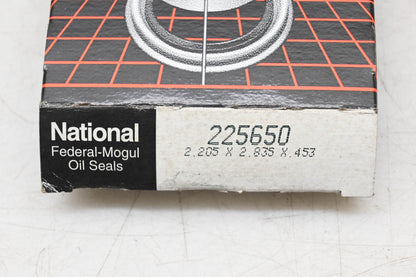 National
Federal-Mogul
Oil Seals
225650
2.205 X 2.835 X.453